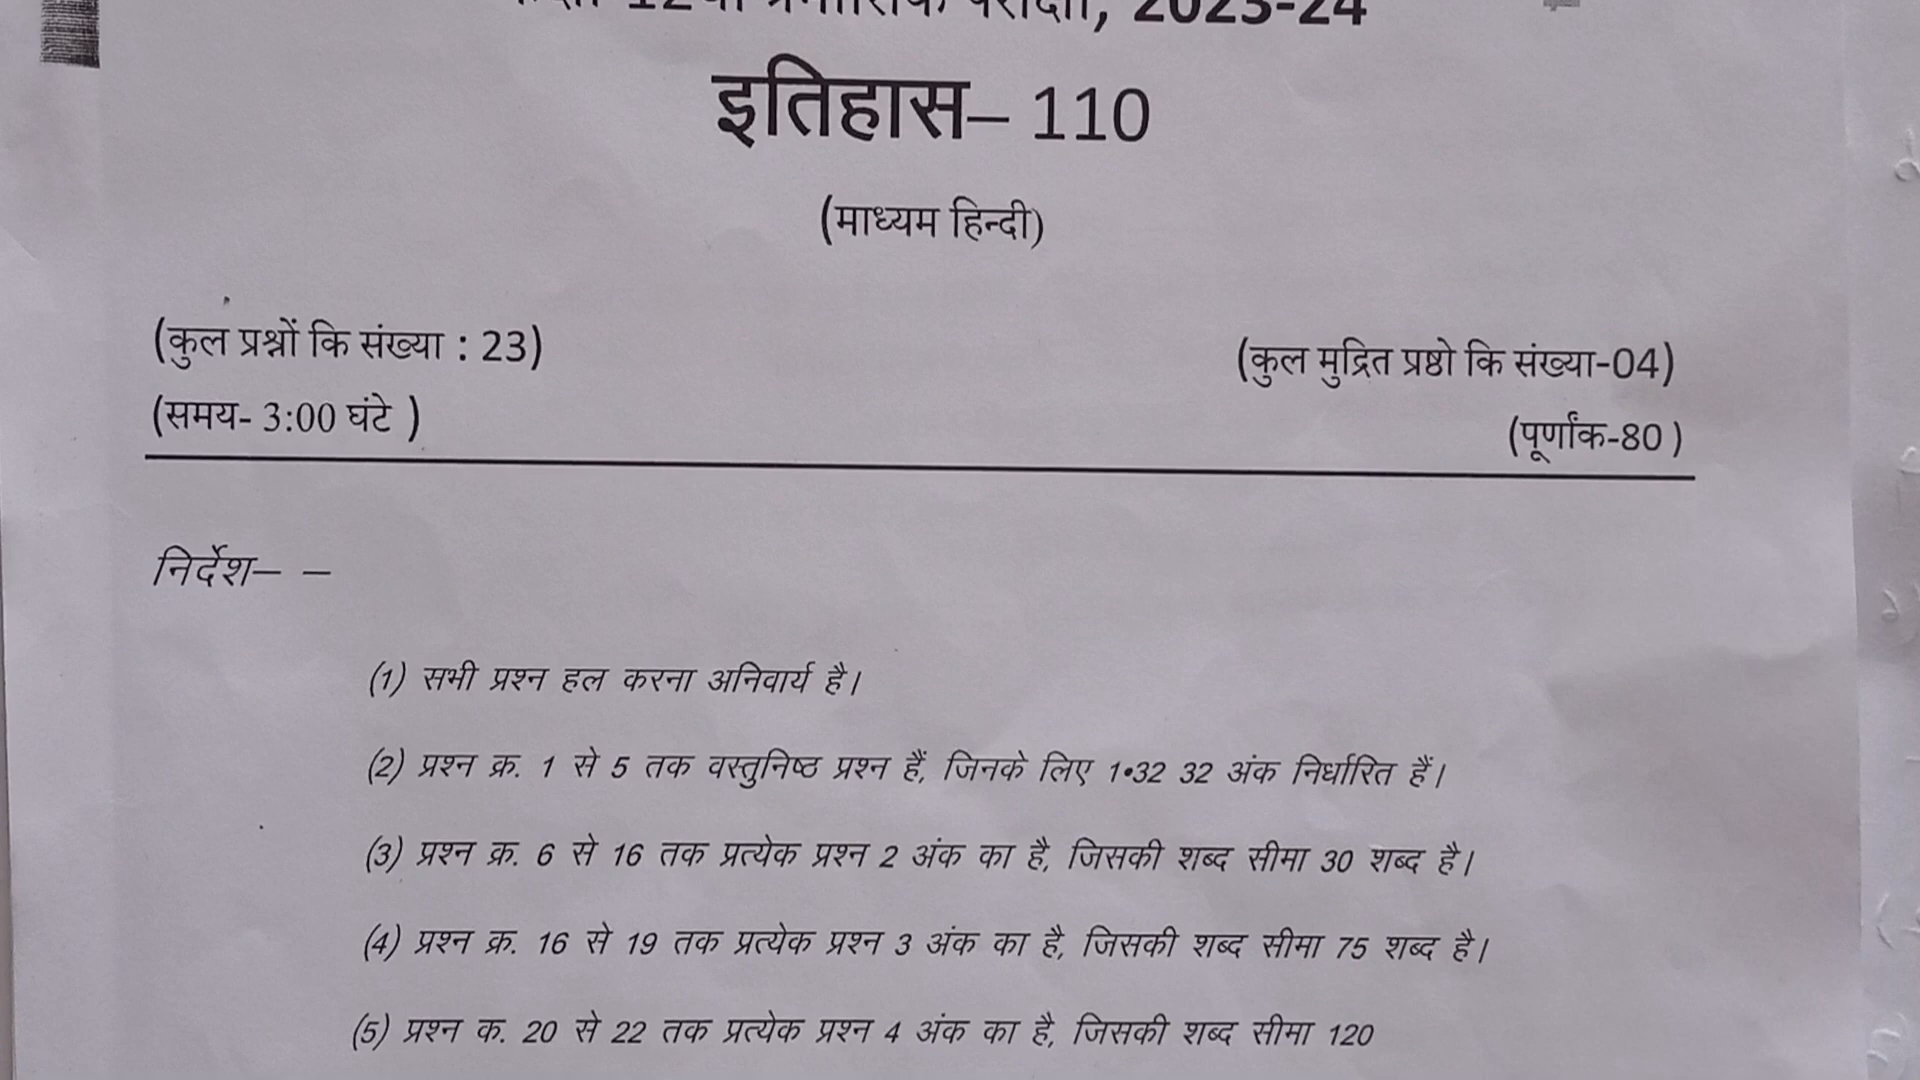 2023-24
इतिहास– 110
(माध्यम हिन्दी)
(कुल प्रश्नों कि संख्या : 23)
(कुल मुद्रित प्रष्ठो कि संख्या-04)
(समय- 3:00 घंटे )
(पूर्णांक-80 )
निर्देश– –
(1) सभी प्रश्न हल करना अनिवार्य है।
(2) प्रश्न क्र. 1 से 5 तक वस्तुनिष्ठ प्रश्न हैं, जिनके लिए 1•32 32 अंक निर्धारित हैं।
(3) प्रश्न क्र. 6 से 16 तक प्रत्येक प्रश्न 2 अंक का है, जिसकी शब्द सीमा 30 शब्द है।
(4) प्रश्न क्र. 16 से 19 तक प्रत्येक प्रश्न 3 अंक का है, जिसकी शब्द सीमा 75 शब्द है।
(5) प्रश्न क. 20 से 22 तक प्रत्येक प्रश्न 4 अंक का है, जिसकी शब्द सीमा 120